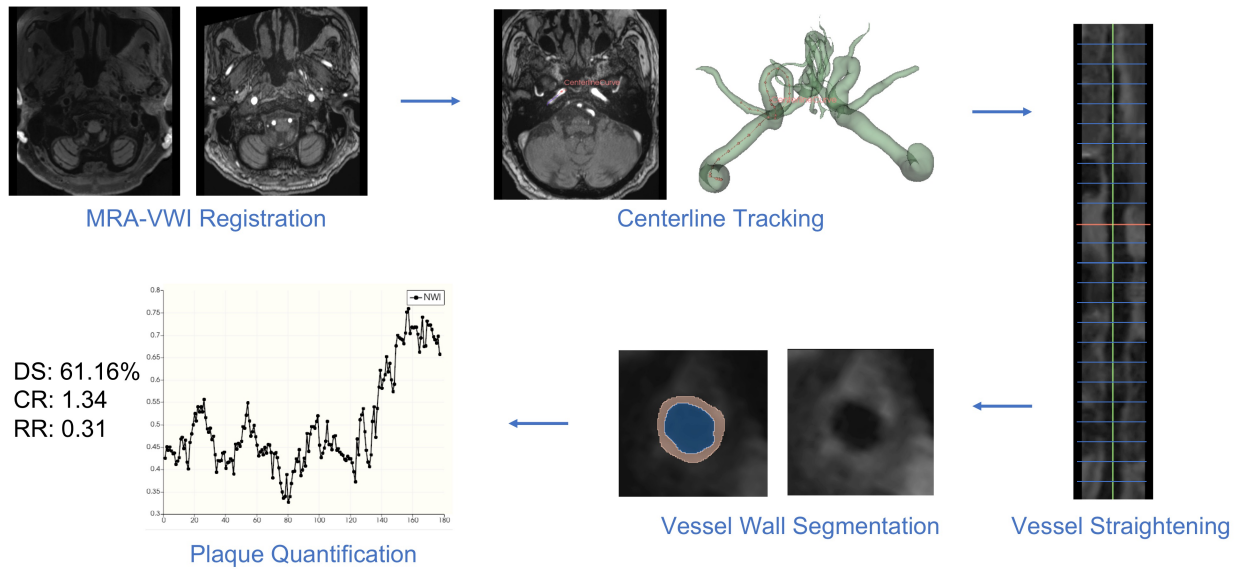 CenterlineCurve
MRA-VWI Registration
Centerline Tracking
DS: 61.16%
CR: 1.34
RR: 0.31
NWI
0.8
0.75
0.7
0.65
0.6
0.55
0.5
0.45
0.4
0.35
0.3
0 20 40 60 80 100 120 140 160 180
Plaque Quantification
Vessel Wall Segmentation
Vessel Straightening